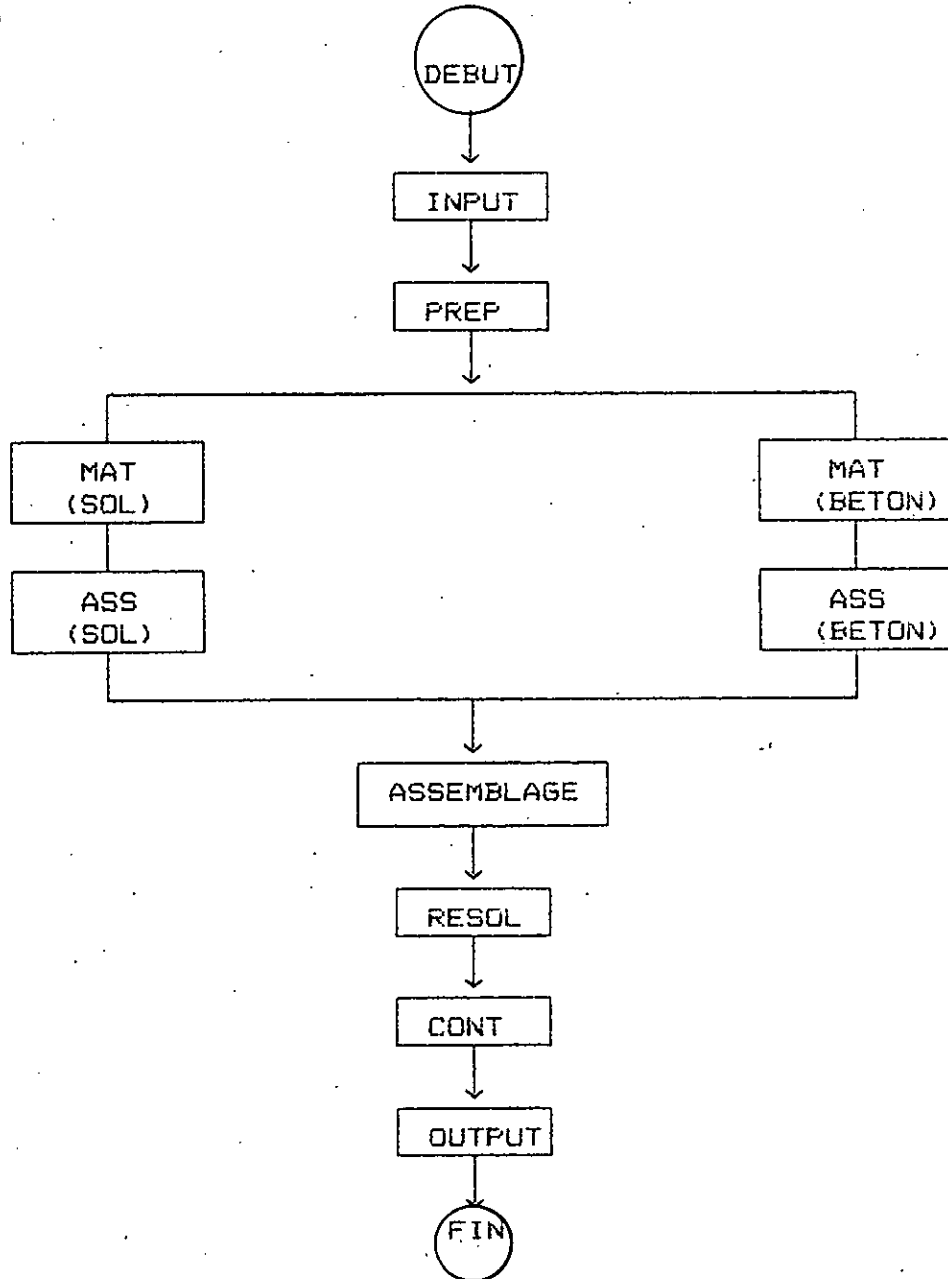 DEBUT
INPUT
PREP
MAT
(SOL)
MAT
(BETON)
ASS
(SOL)
ASS
(BETON)
ASSEMBLAGE
RESOL
CONT
OUTPUT
FIN